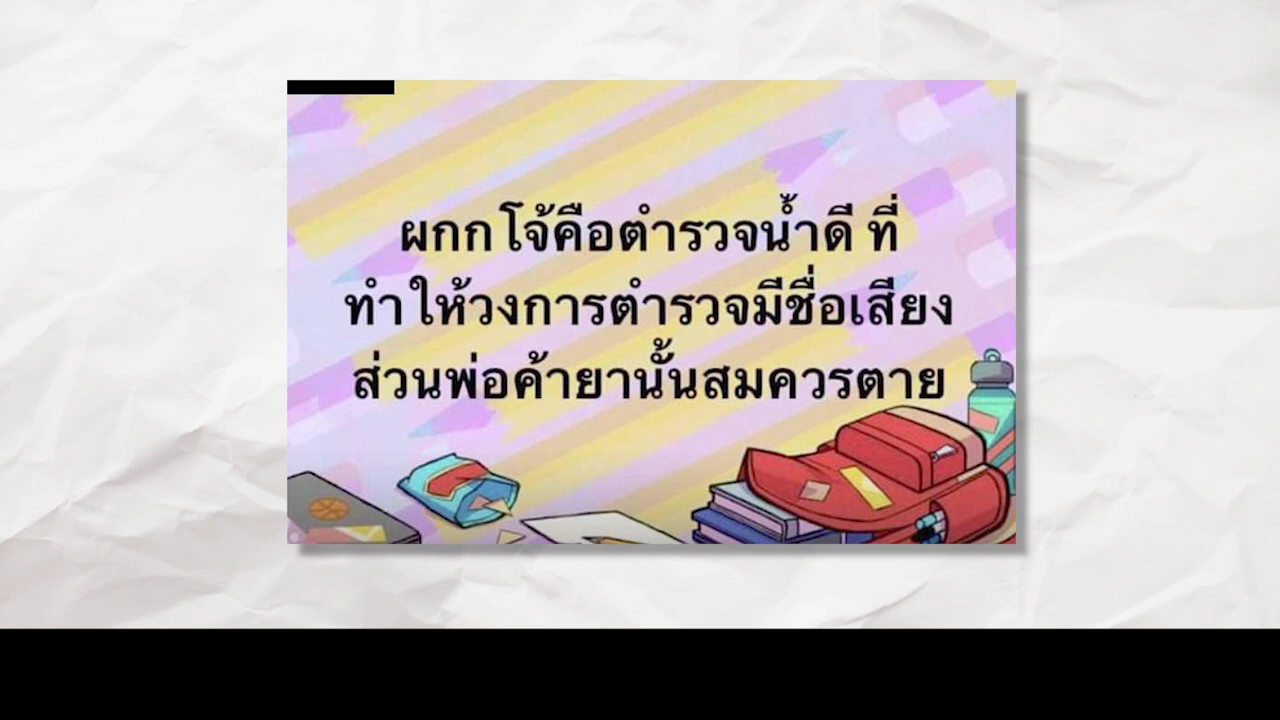 ผกกโจ้คือตำรวจน้ำดี ที่
ทำให้วงการตำรวจมีชื่อเสียง
ส่วนพ่อค้ายานั้นสมควรตาย